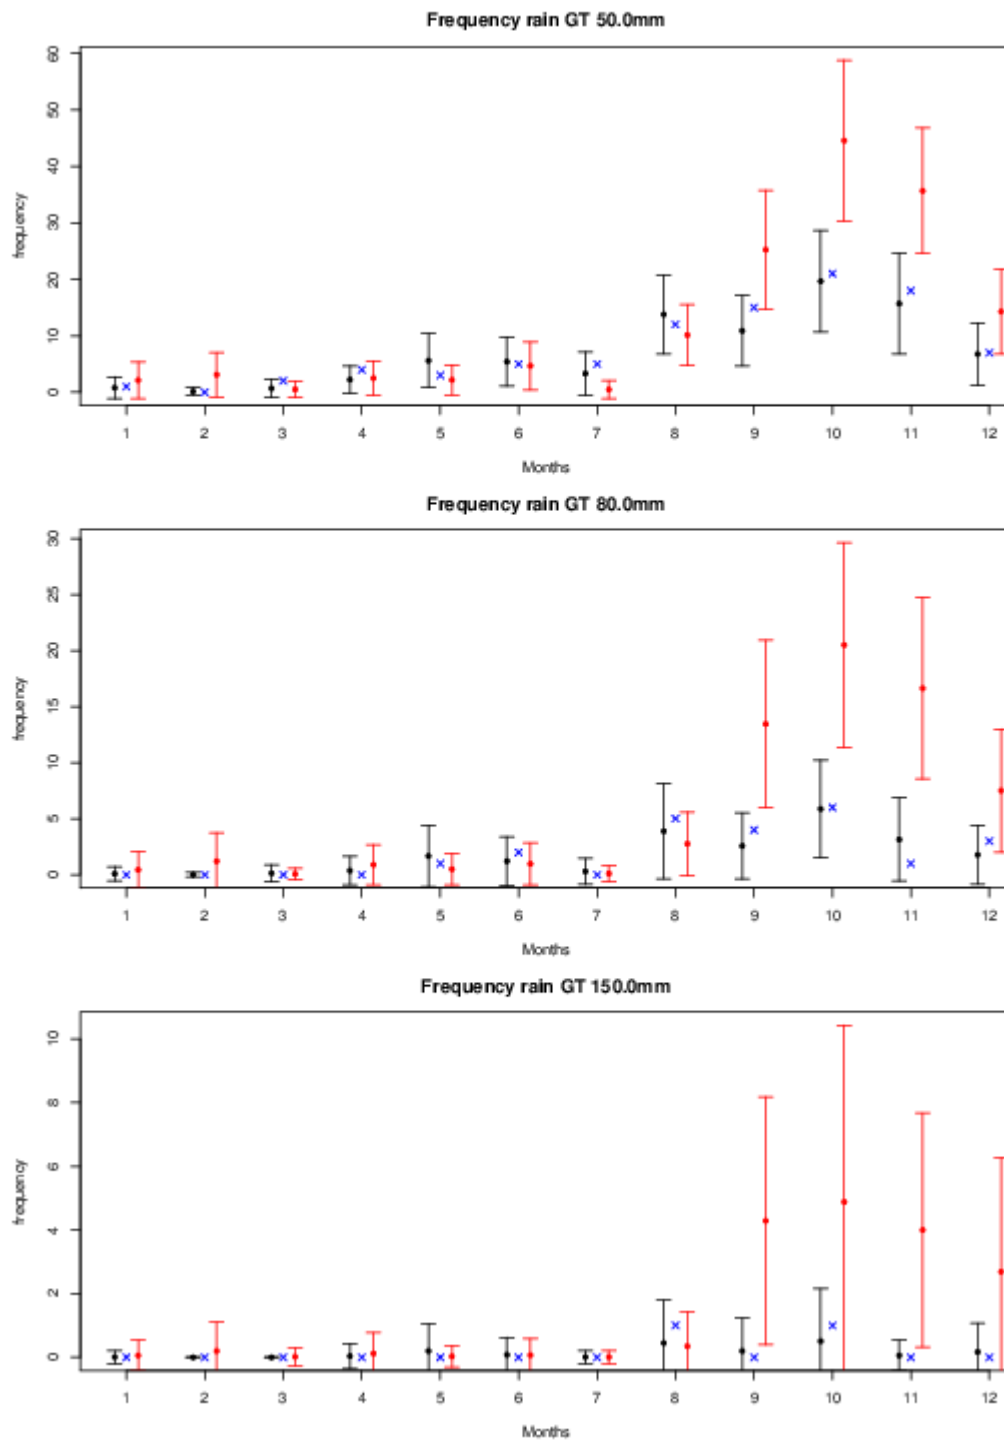 Frequency rain GT 50.0mm
60
50
40
30
20
10
0
frequency
1 2 3 4 5 6 7 8 9 10 11 12
Months
Frequency rain GT 80.0mm
30
25
20
15
10
5
0
frequency
1 2 3 4 5 6 7 8 9 10 11 12
Months
Frequency rain GT 150.0mm
10
8
6
4
2
0
frequency
1 2 3 4 5 6 7 8 9 10 11 12
Months